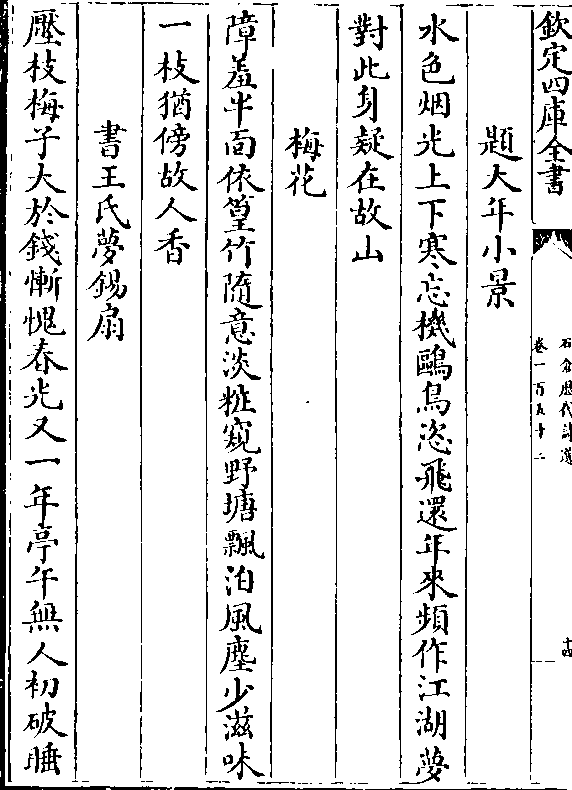 欽定四庫全書
石倉歷代詩選
卷一百五十二
十四
題大年小景
水色烟光上下寒忘機鷗鳥恣飛還年來頻作江湖夢
對此身疑在故山
梅花
障羞半面依篁竹隨意淡粧窺野塘飄泊風塵少滋味
一枝猶傍故人香
書王氏夢錫扇
壓枝梅子大於錢慚愧春光又一年亭午無人初破睡